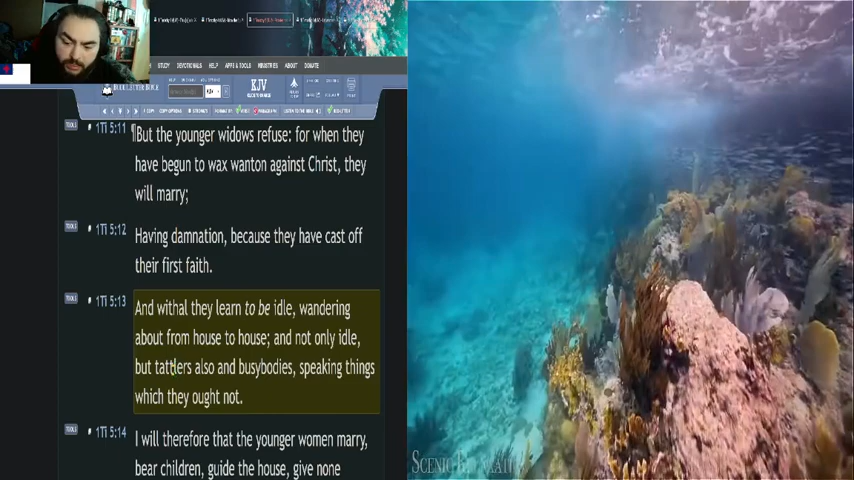 STUDY DEVOTIONALS HELP APPS & TOOLS MINISTRIES ABOUT DONATE
KJV
TOOLS 1Ti 5:11 ¶But the younger widows refuse: for when they
have begun to wax wanton against Christ, they
will marry;
TOOLS 1Ti 5:12 Having damnation, because they have cast off
their first faith.
TOOLS 1Ti 5:13 And withal they learn to be idle, wandering
about from house to house; and not only idle,
but tattlers also and busybodies, speaking things
which they ought not.
TOOLS 1Ti 5:14 I will therefore that the younger women marry,
bear children, guide the house, give none